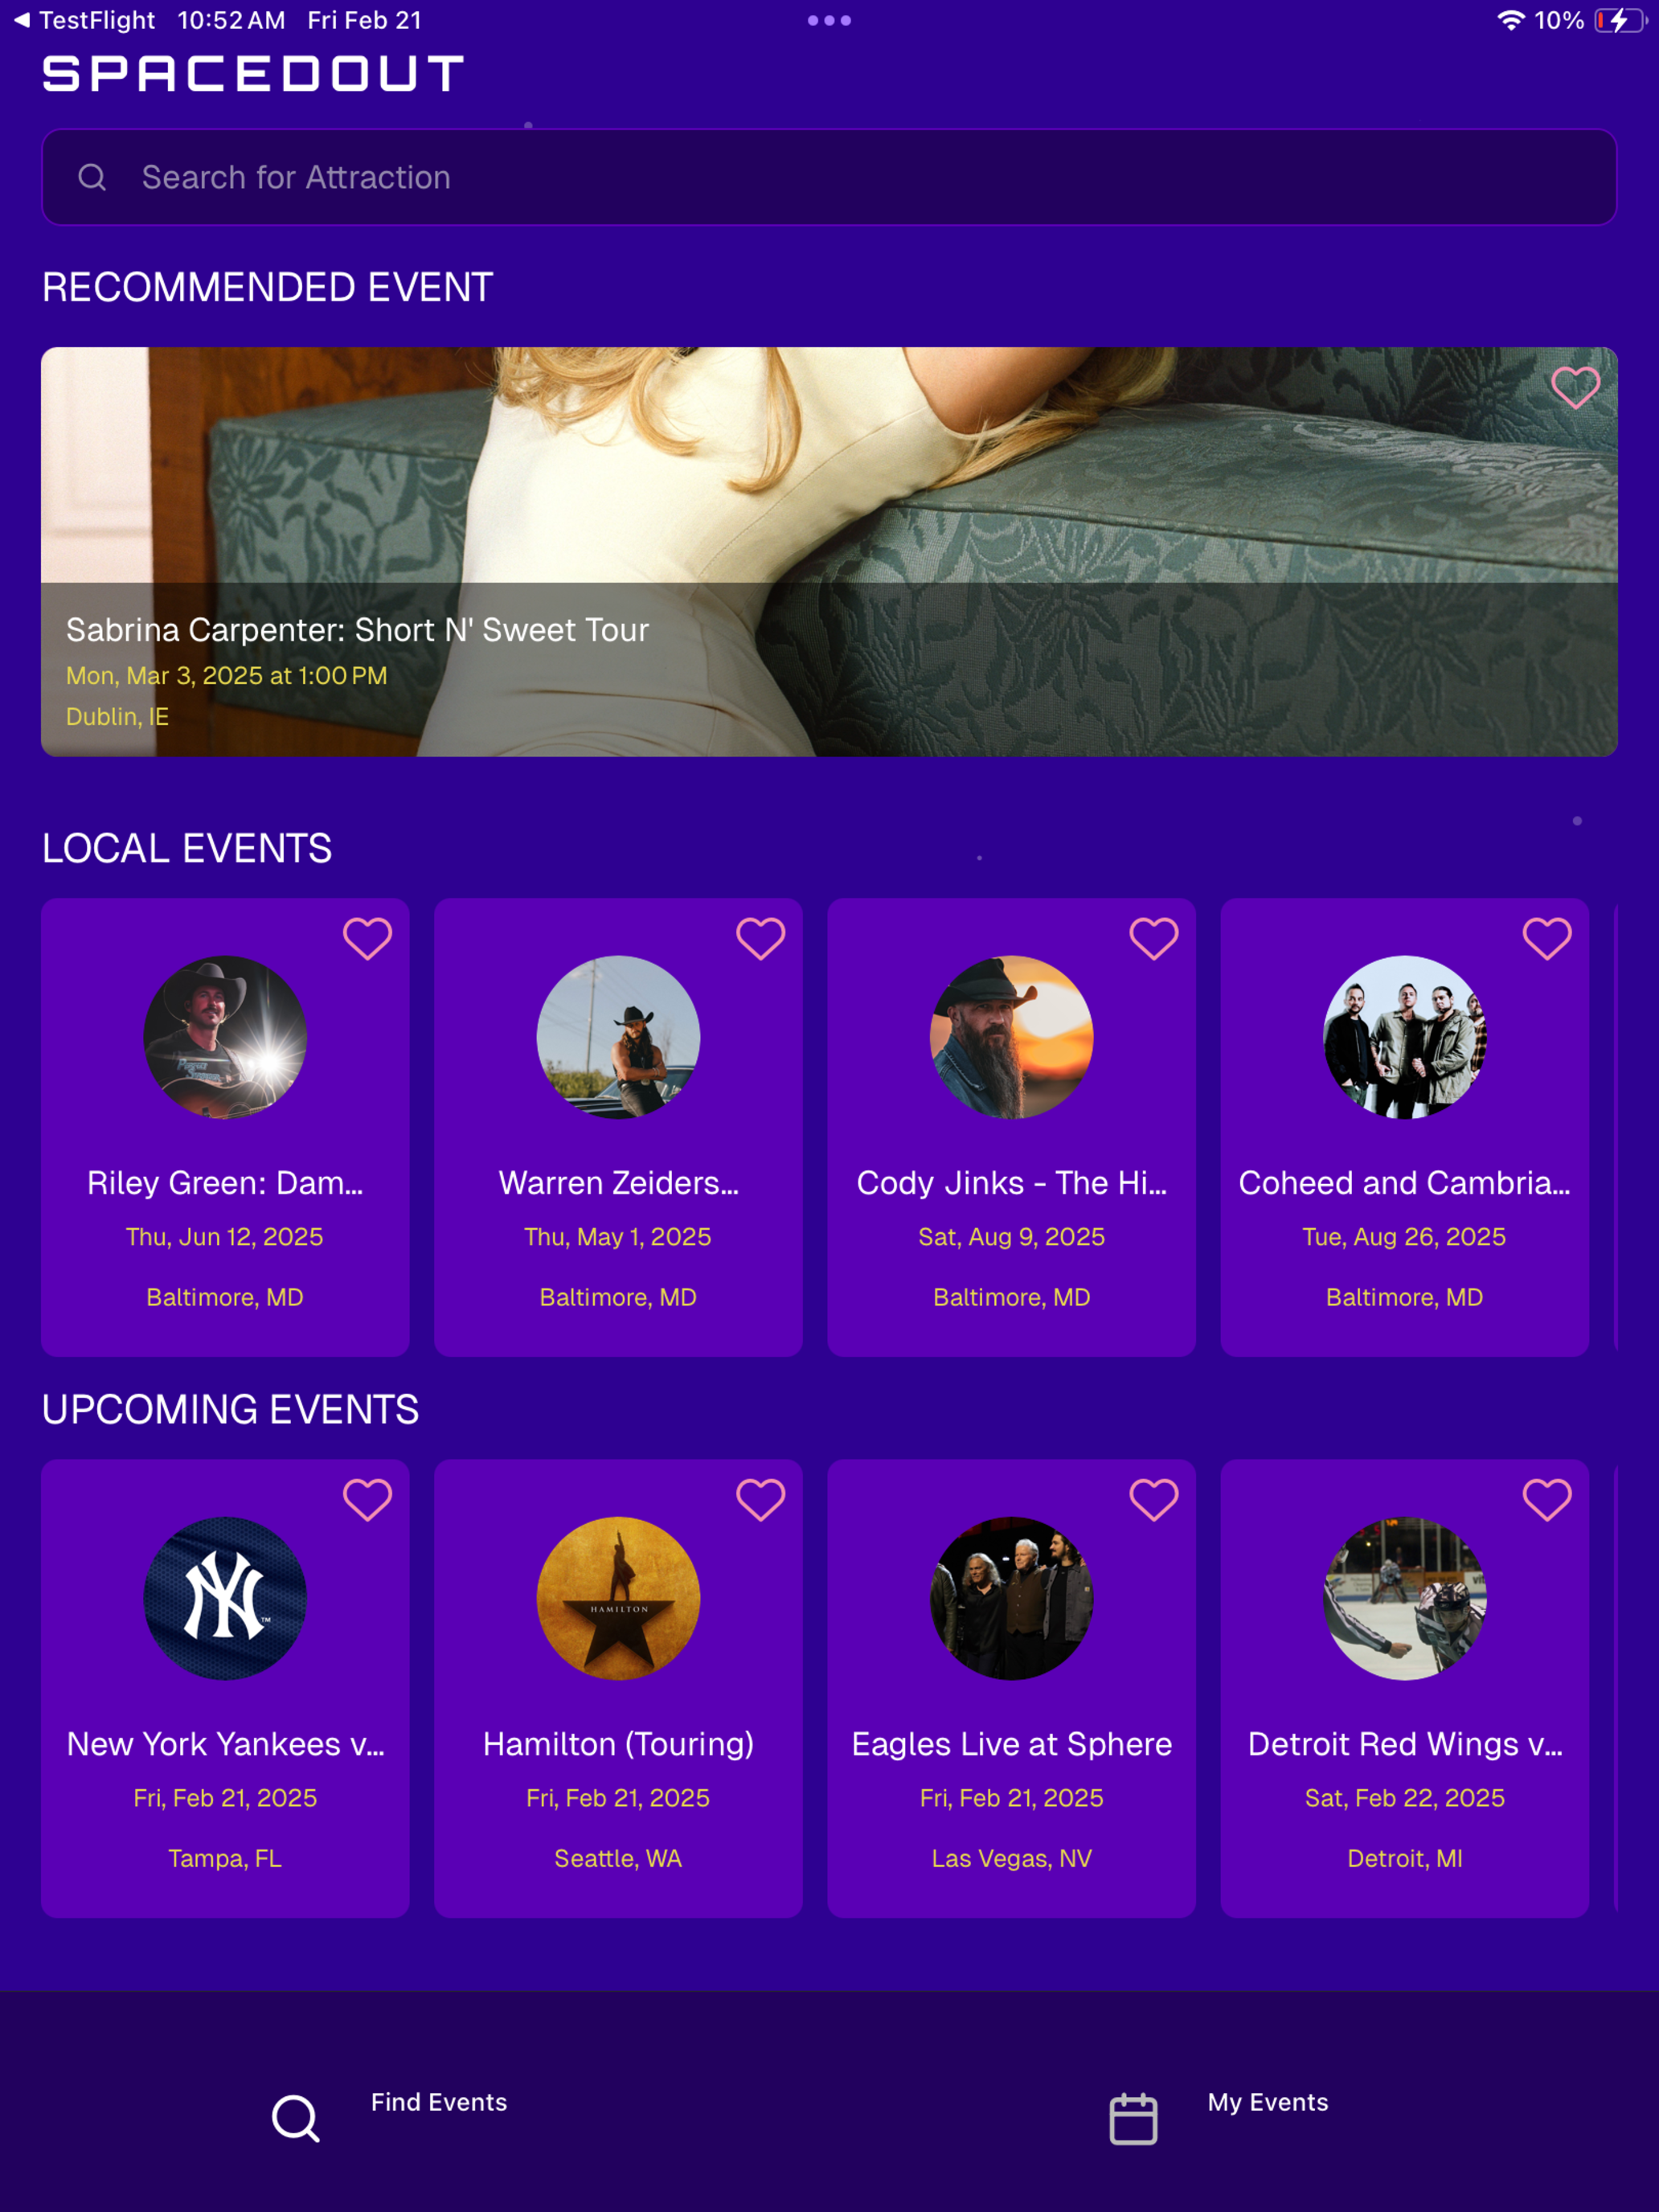 TestFlight 10:52 AM Fri Feb 21 10%
SPACEDOUT
Search for Attraction
RECOMMENDED EVENT
Sabrina Carpenter: Short N' Sweet Tour
Mon, Mar 3, 2025 at 1:00 PM
Dublin, IE
LOCAL EVENTS
Riley Green: Dam...
Thu, Jun 12, 2025
Baltimore, MD
Warren Zeiders...
Thu, May 1, 2025
Baltimore, MD
Cody Jinks - The Hi...
Sat, Aug 9, 2025
Baltimore, MD
Coheed and Cambria...
Tue, Aug 26, 2025
Baltimore, MD
UPCOMING EVENTS
NY
New York Yankees v...
Fri, Feb 21, 2025
Tampa, FL
HAMILTON
Hamilton (Touring)
Fri, Feb 21, 2025
Seattle, WA
Eagles Live at Sphere
Fri, Feb 21, 2025
Las Vegas, NV
Detroit Red Wings v...
Sat, Feb 22, 2025
Detroit, MI
Find Events
My Events